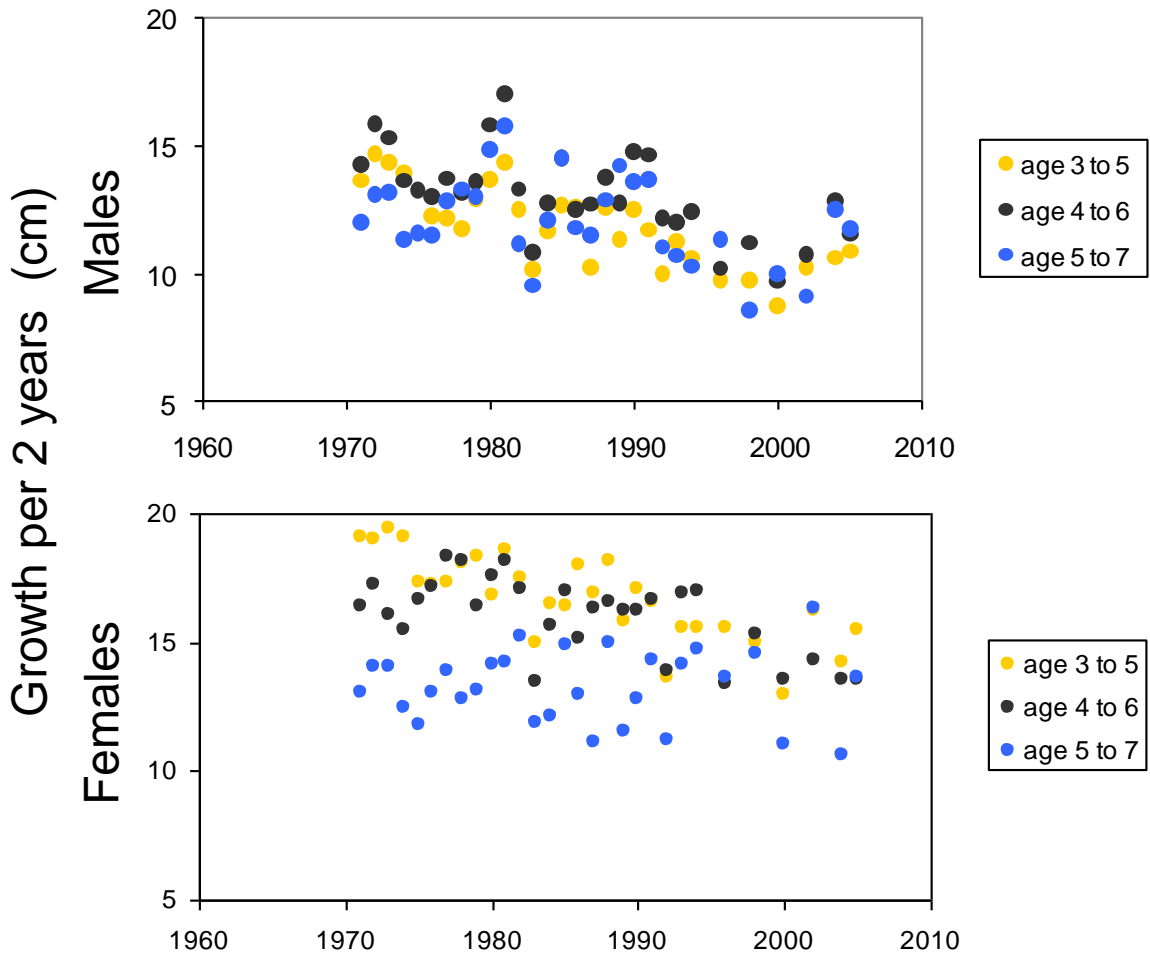 Growth per 2 years (cm)
Males
20
15
10
5
1960 1970 1980 1990 2000 2010
age 3 to 5
age 4 to 6
age 5 to 7
Females
20
15
10
5
1960 1970 1980 1990 2000 2010
age 3 to 5
age 4 to 6
age 5 to 7